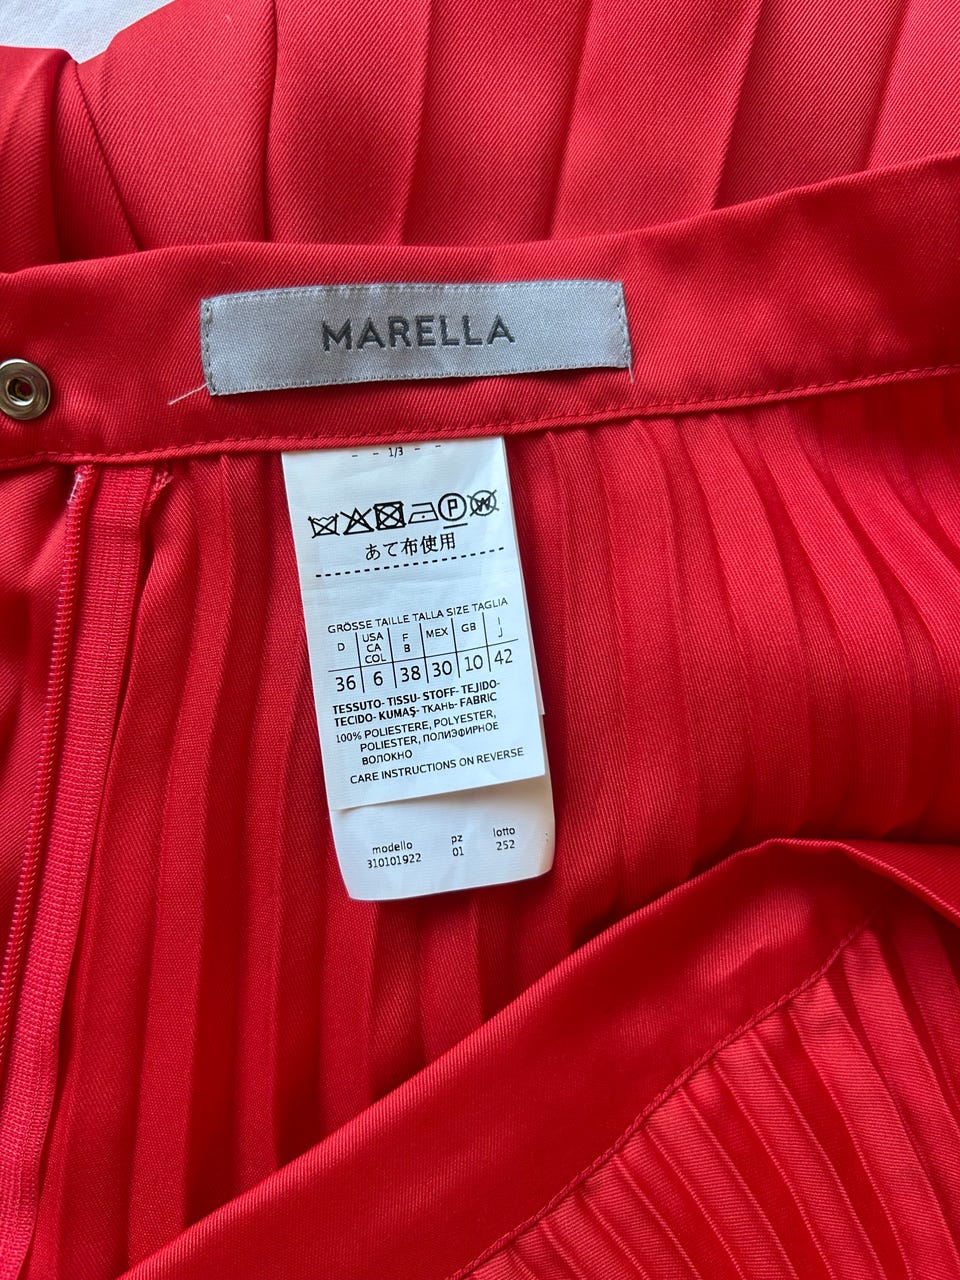 MARELLA
- - 1/3 - -
P W
あて布使用
GRÖSSE TAILLE TALLA SIZE TAGLIA
D USA CA COL F B MEX GB I J
36 6 38 30 10 42
TESSUTO- TISSU- STOFF- TEJIDO-
TECIDO- KUMAŞ- ТКАНЬ- FABRIC
100% POLIESTERE, POLYESTER,
POLIESTER, ПОЛИЭФИРНОЕ
ВОЛОКНО
CARE INSTRUCTIONS ON REVERSE
modello pz lotto
310101922 01 252